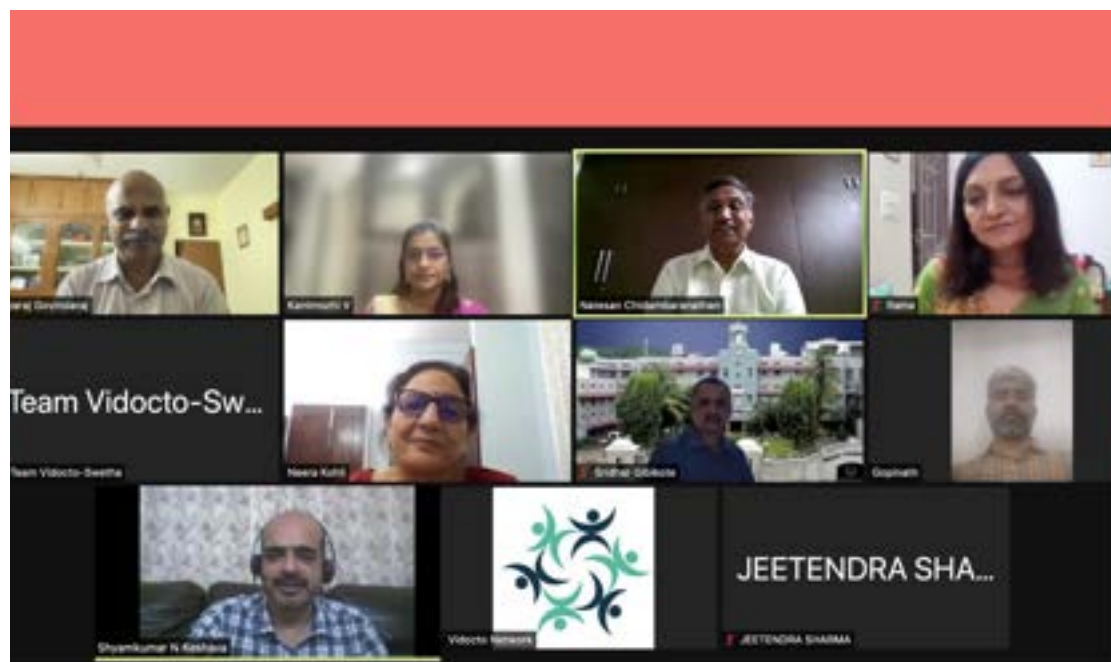 Govindaraj
Kanimozhi V
Natesan Chidambaranathan
Rama
Team Vidocto-Sw...
Team Vidocto-Swetha
Neera Kohli
Sridhar Gibikote
Gopinath
Shyamkumar N Keshava
Vidocto Network
JEETENDRA SHA...
JEETENDRA SHARMA